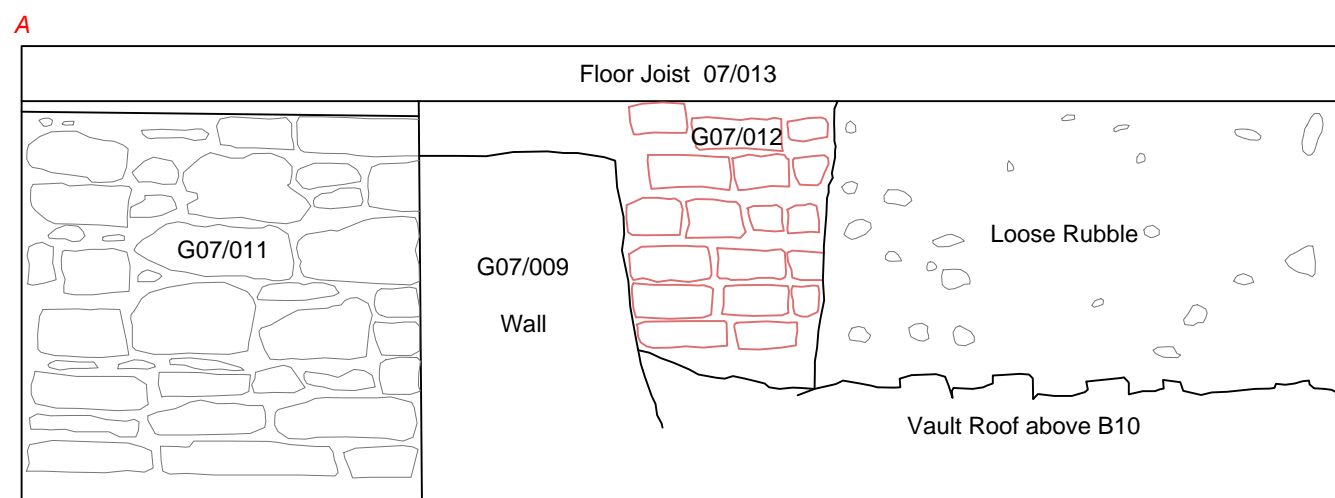 A
Floor Joist 07/013
G07/012
G07/011
Loose Rubble
G07/009
Wall
Vault Roof above B10